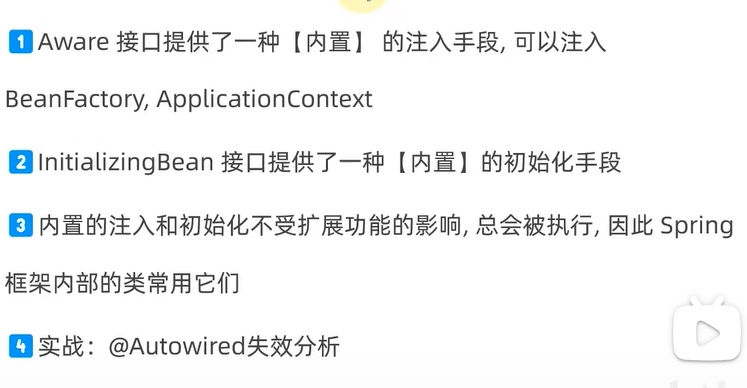 1 Aware 接口提供了一种【内置】 的注入手段, 可以注入
BeanFactory, ApplicationContext
2 InitializingBean 接口提供了一种【内置】的初始化手段
3 内置的注入和初始化不受扩展功能的影响, 总会被执行, 因此 Spring
框架内部的类常用它们
4 实战：@Autowired失效分析